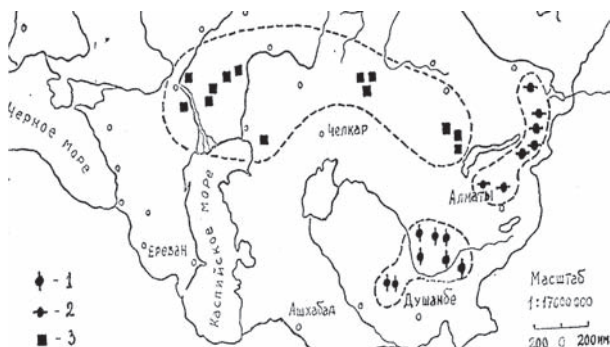 Черное море
Челкар
Алматы
Каспийское море
Ереван
Ашхабад
Душанбе
- 1
- 2
- 3
Масштаб
1:17000000
200 0 200км